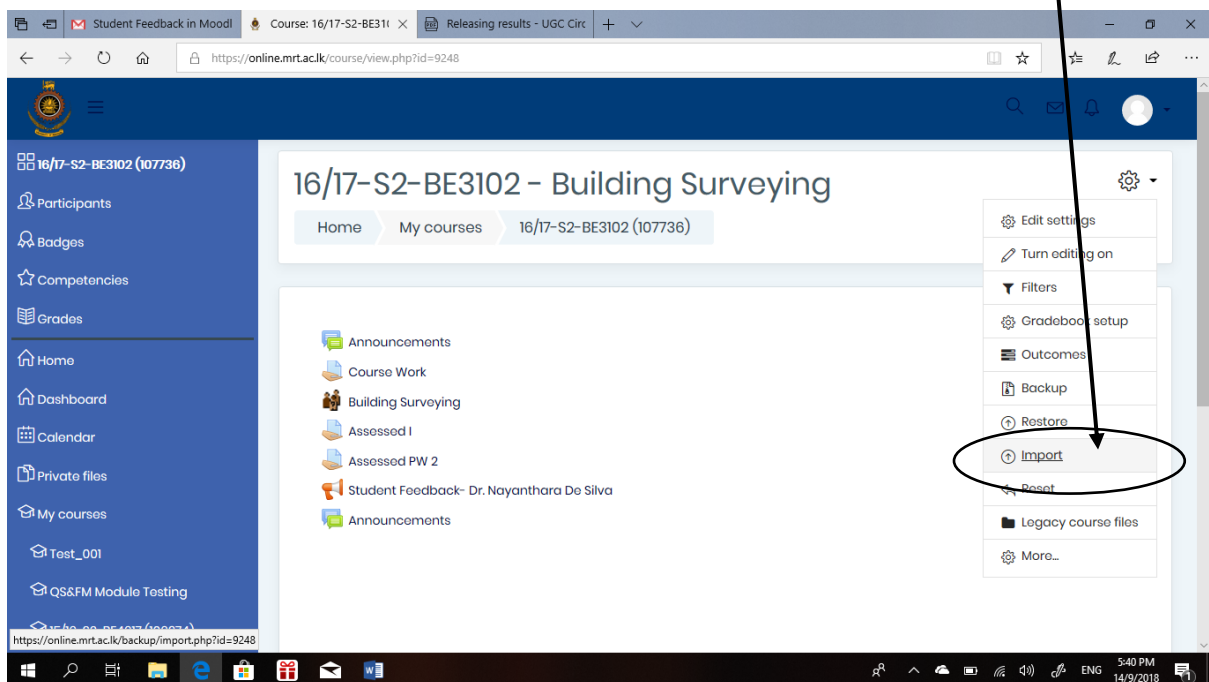 Student Feedback in Moodl
Course: 16/17-S2-BE310
Releasing results - UGC Circ
https://online.mrt.ac.lk/course/view.php?id=9248
16/17-S2-BE3102 (107736)
Participants
Badges
Competencies
Grades
Home
Dashboard
Calendar
Private files
My courses
Test_001
QS&FM Module Testing
https://online.mrt.ac.lk/backup/import.php?id=9248
16/17-S2-BE3102 - Building Surveying
Home My courses 16/17-S2-BE3102 (107736)
Announcements
Course Work
Building Surveying
Assessed I
Assessed PW 2
Student Feedback- Dr. Nayanthara De Silva
Announcements
Edit settings
Turn editing on
Filters
Gradebook setup
Outcomes
Backup
Restore
Import
Reset
Legacy course files
More...
ENG
5:40 PM
14/9/2018